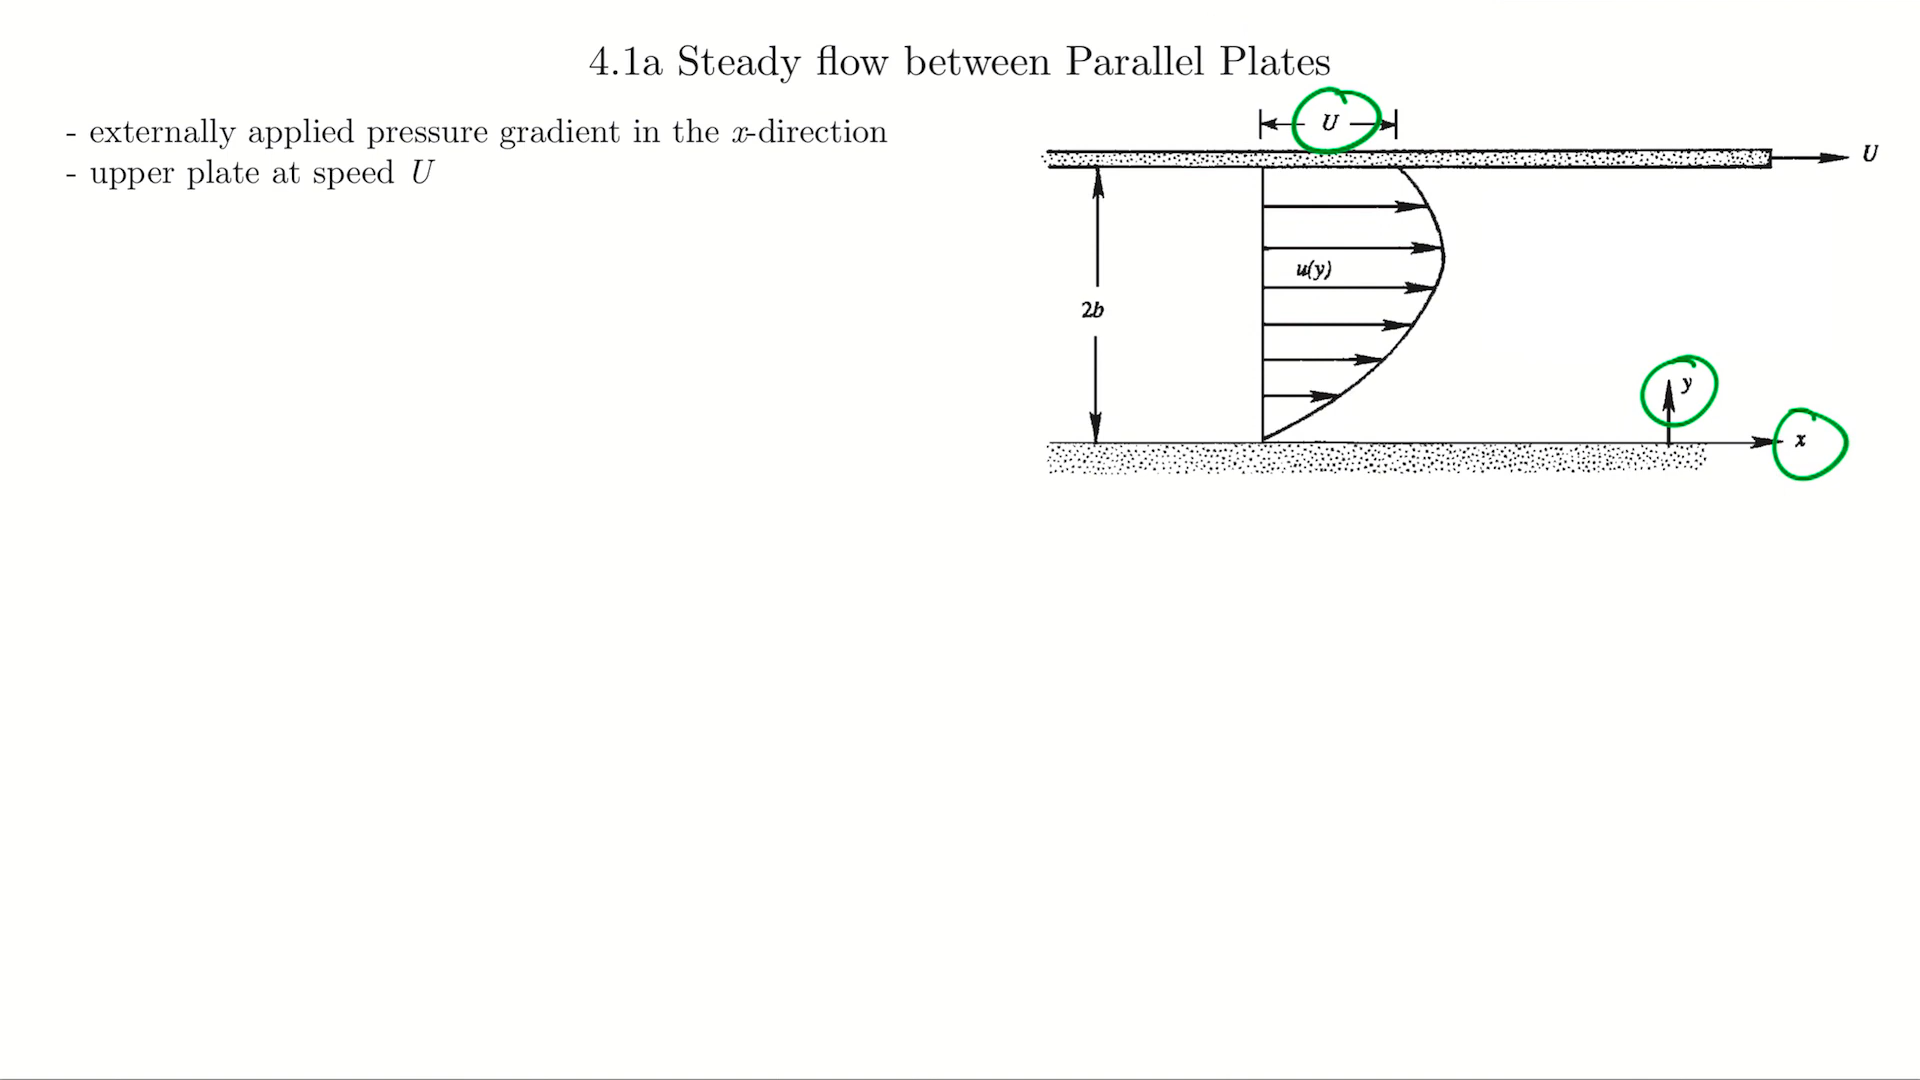 4.1a Steady flow between Parallel Plates
- externally applied pressure gradient in the x-direction
- upper plate at speed U
U
U
u(y)
2b
y
x